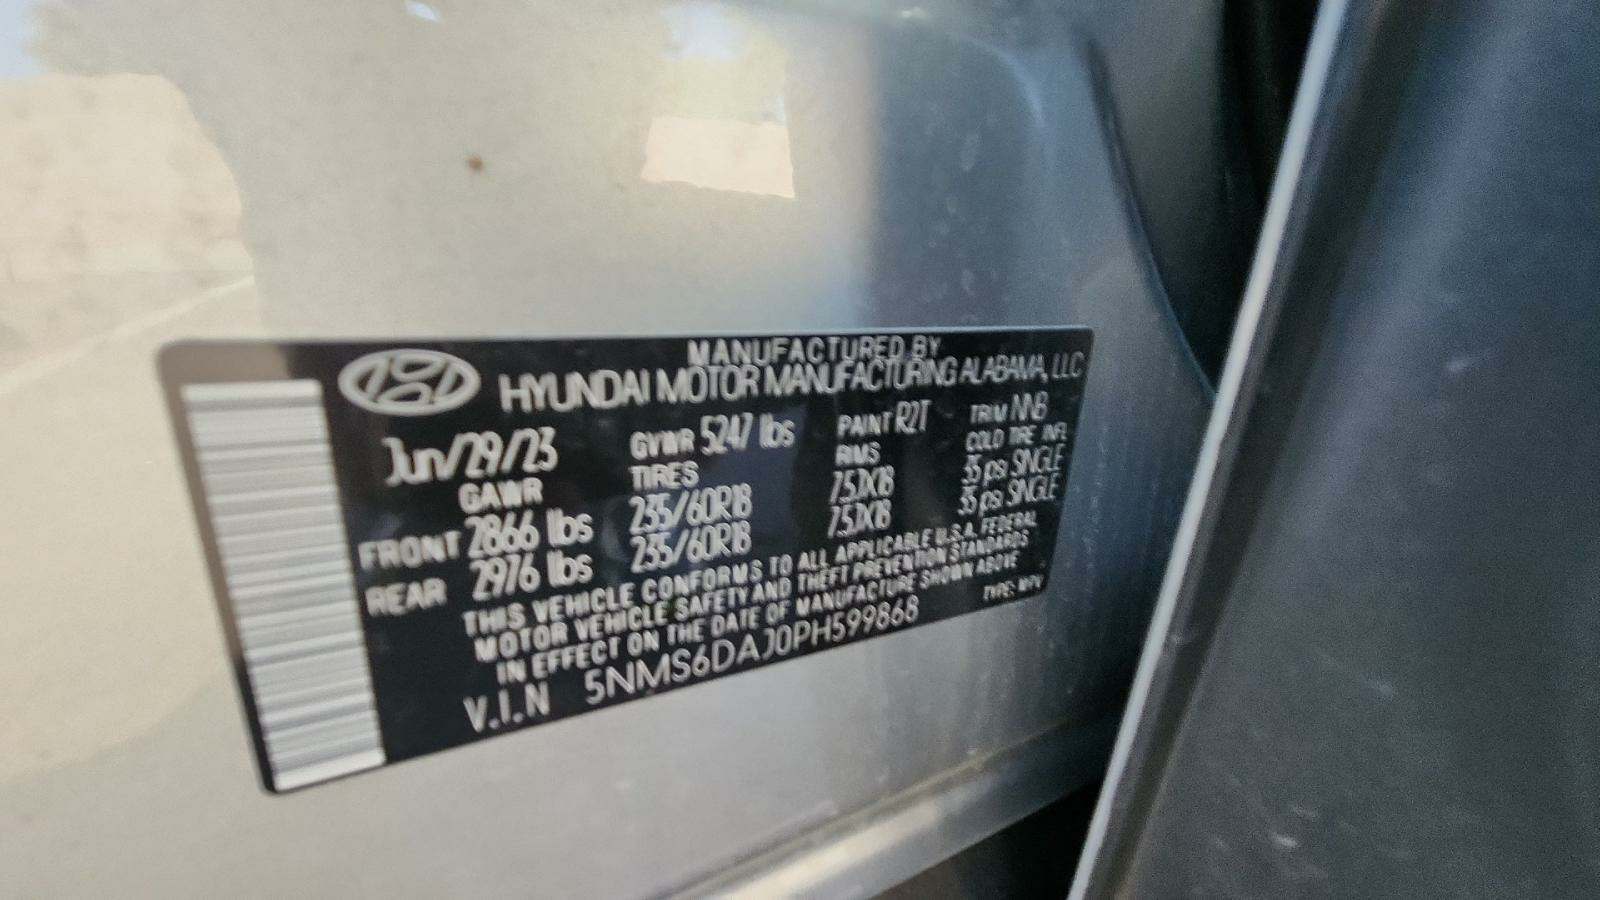 MANUFACTURED BY
HYUNDAI MOTOR MANUFACTURING ALABAMA, LLC
Jun/29/23 GVWR 5247 lbs PAINT R2T TRIM NNB
GAWR TIRES RIMS COLD TIRE INFL
FRONT 2866 lbs 235/60R18 7.5JX18 35 psi SINGLE
REAR 2976 lbs 235/60R18 7.5JX18 35 psi SINGLE
THIS VEHICLE CONFORMS TO ALL APPLICABLE U.S.A. FEDERAL
MOTOR VEHICLE SAFETY AND THEFT PREVENTION STANDARDS
IN EFFECT ON THE DATE OF MANUFACTURE SHOWN ABOVE
V.I.N 5NMS6DAJ0PH599868 TYPE: MPV